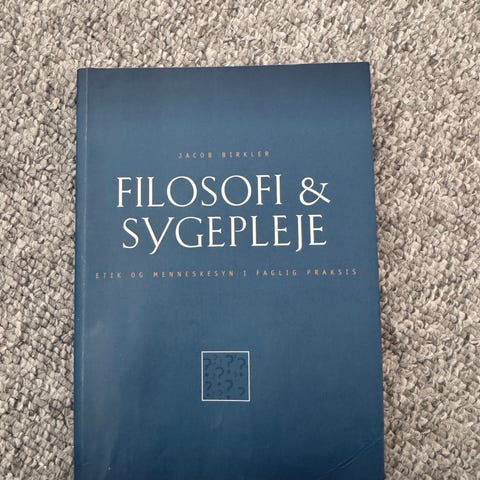 JACOB BIRKLER
FILOSOFI &
SYGEPLEJE
ETIK OG MENNESKESYN I FAGLIG PRAKSIS